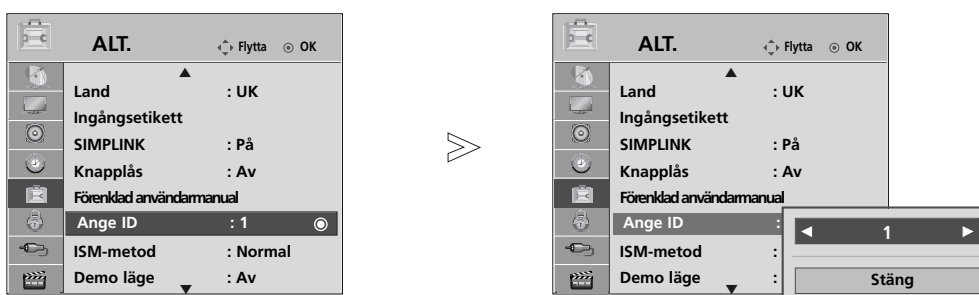 ALT. Flytta OK
Land : UK
Ingångsetikett
SIMPLINK : På
Knapplås : Av
Förenklad användarmanual
Ange ID : 1
ISM-metod : Normal
Demo läge : Av
ALT. Flytta OK
Land : UK
Ingångsetikett
SIMPLINK : På
Knapplås : Av
Förenklad användarmanual
Ange ID :
ISM-metod :
Demo läge :
1
Stäng